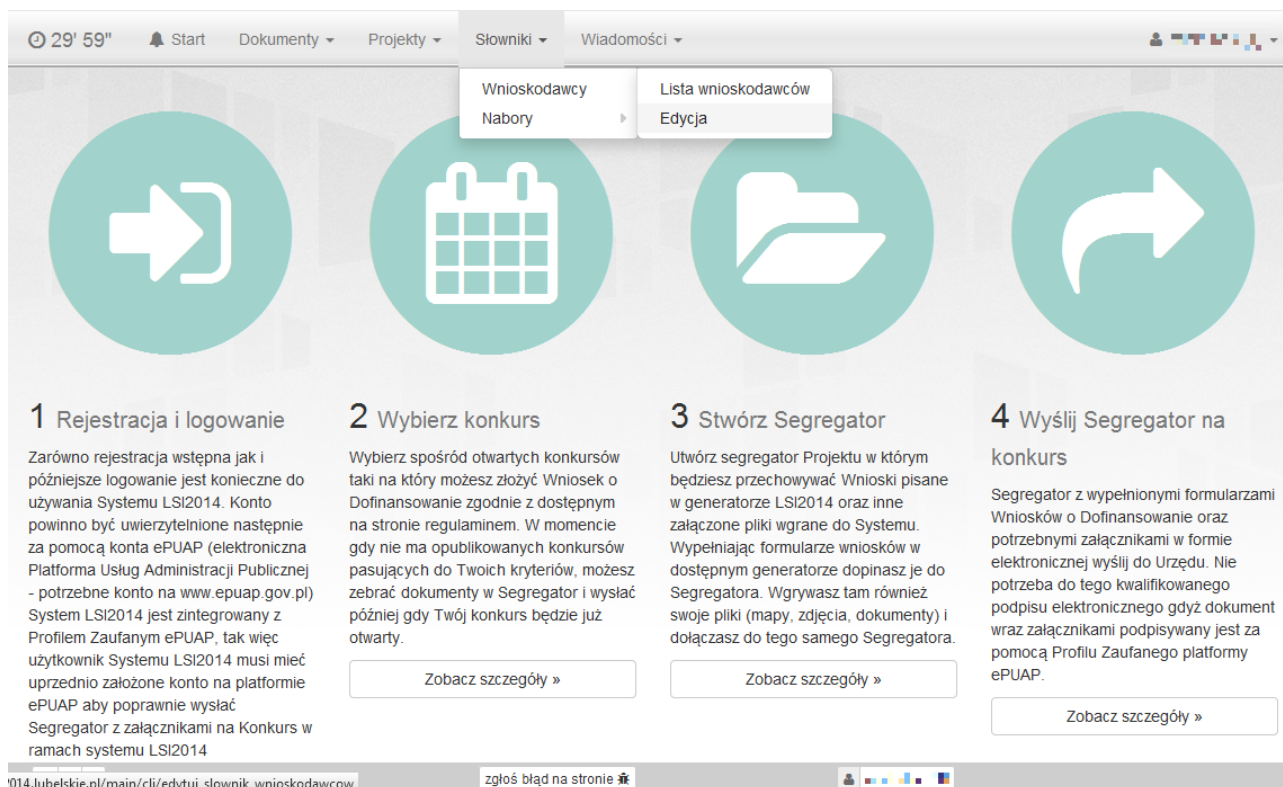 29' 59" Start Dokumenty Projekty Słowniki Wiadomości
Wnioskodawcy
Nabory
Lista wnioskodawców
Edycja
1 Rejestracja i logowanie
Zarówno rejestracja wstępna jak i
późniejsze logowanie jest konieczne do
używania Systemu LSI2014. Konto
powinno być uwierzytelnione następnie
za pomocą konta ePUAP (elektroniczna
Platforma Usług Administracji Publicznej
- potrzebne konto na www.epuap.gov.pl)
System LSI2014 jest zintegrowany z
Profilem Zaufanym ePUAP, tak więc
użytkownik Systemu LSI2014 musi mieć
uprzednio założone konto na platformie
ePUAP aby poprawnie wysłać
Segregator z załącznikami na Konkurs w
ramach systemu LSI2014
2 Wybierz konkurs
Wybierz spośród otwartych konkursów
taki na który możesz złożyć Wniosek o
Dofinansowanie zgodnie z dostępnym
na stronie regulaminem. W momencie
gdy nie ma opublikowanych konkursów
pasujących do Twoich kryteriów, możesz
zebrać dokumenty w Segregator i wysłać
później gdy Twój konkurs będzie już
otwarty.
Zobacz szczegóły »
3 Stwórz Segregator
Utwórz segregator Projektu w którym
będziesz przechowywać Wnioski pisane
w generatorze LSI2014 oraz inne
załączone pliki wgrane do Systemu.
Wypełniając formularze wniosków w
dostępnym generatorze dopinasz je do
Segregatora. Wgrywasz tam również
swoje pliki (mapy, zdjęcia, dokumenty) i
dołączasz do tego samego Segregatora.
Zobacz szczegóły »
4 Wyślij Segregator na
konkurs
Segregator z wypełnionymi formularzami
Wniosków o Dofinansowanie oraz
potrzebnymi załącznikami w formie
elektronicznej wyślij do Urzędu. Nie
potrzeba do tego kwalifikowanego
podpisu elektronicznego gdyż dokument
wraz załącznikami podpisywany jest za
pomocą Profilu Zaufanego platformy
ePUAP.
Zobacz szczegóły »
2014.lubelskie.pl/main/cli/edytuj_slownik_wnioskodawcow
zgłoś błąd na stronie